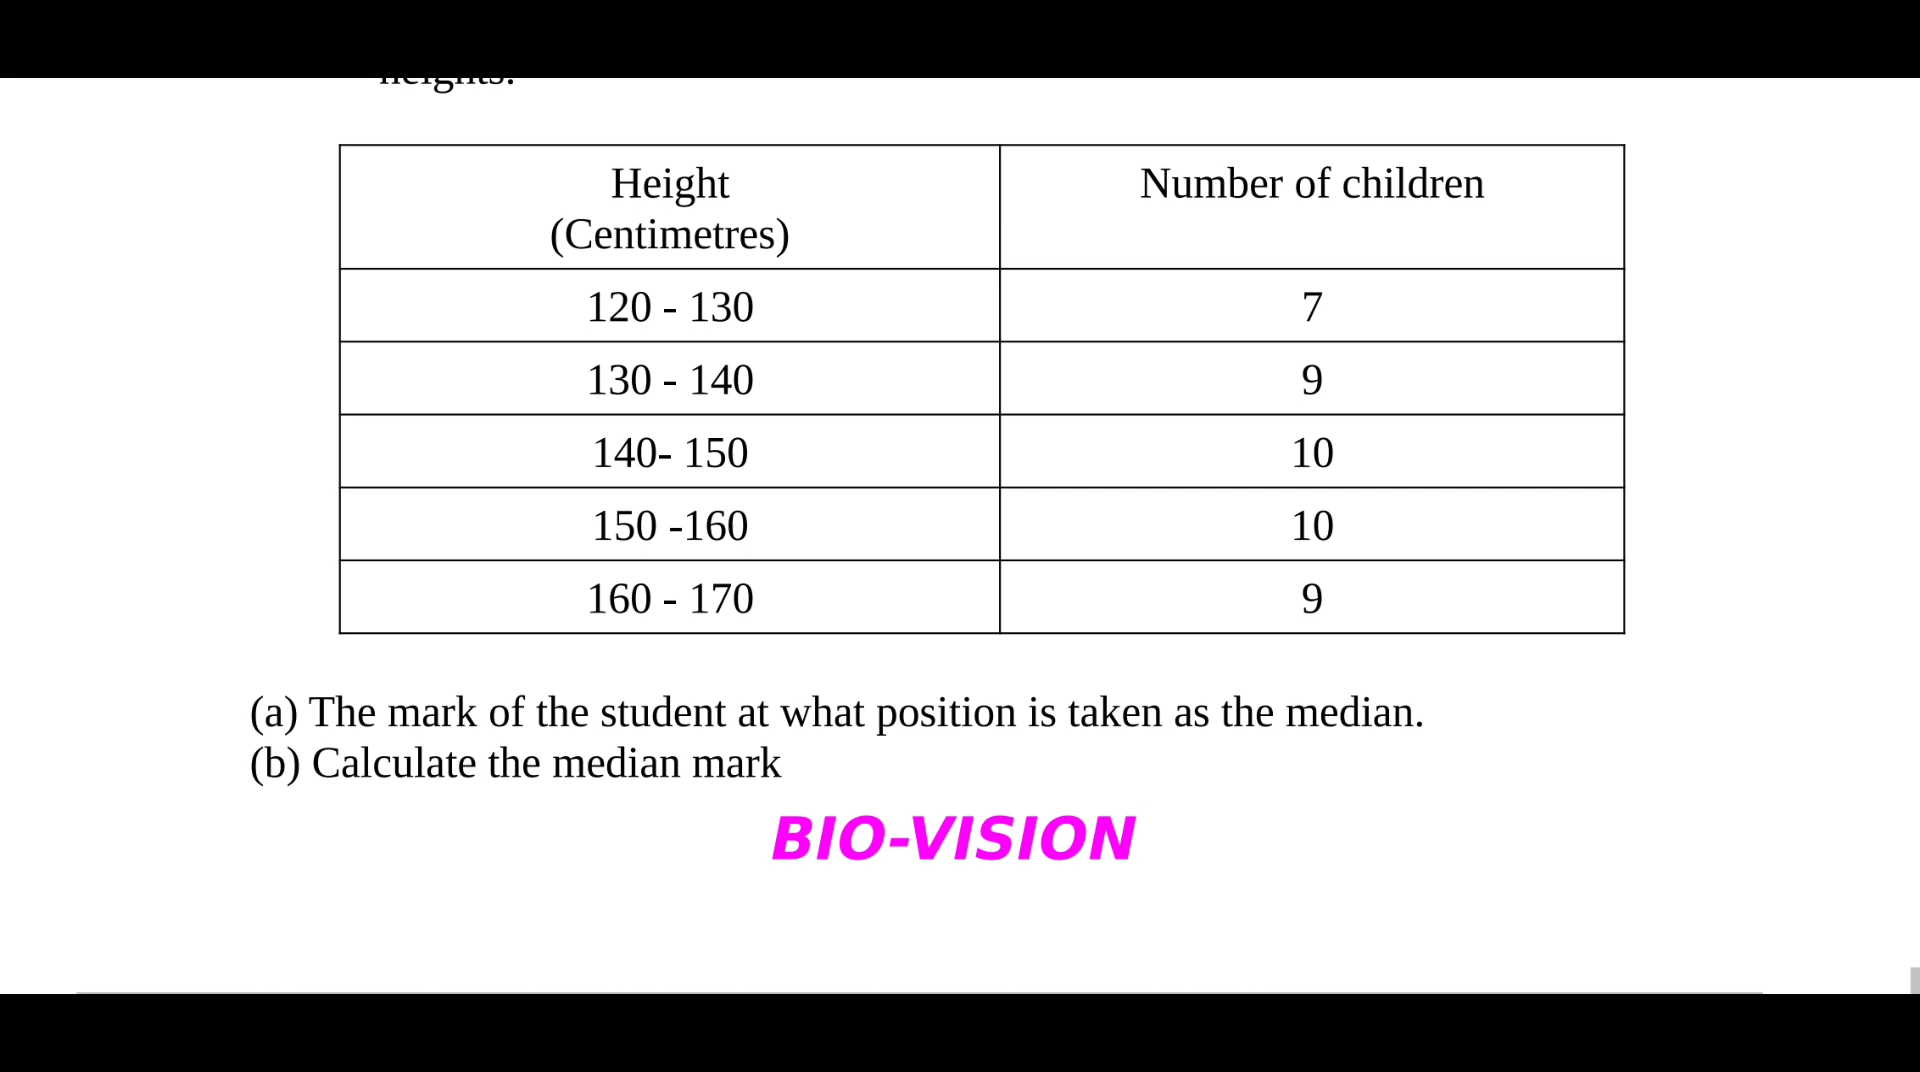 heights.
Height Number of children
(Centimetres)
120 - 130 7
130 - 140 9
140- 150 10
150 -160 10
160 - 170 9
(a) The mark of the student at what position is taken as the median.
(b) Calculate the median mark
BIO-VISION